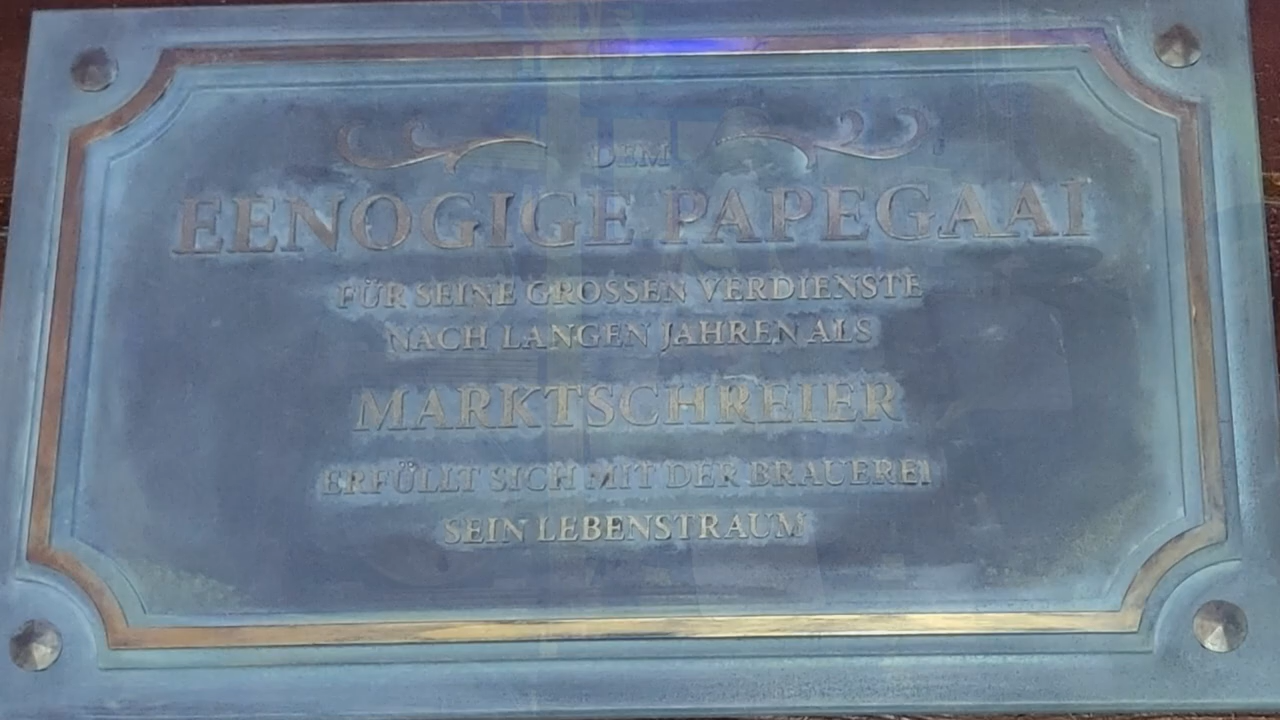 DEM
EENOGIGE PAPEGAAI
FÜR SEINE GROSSEN VERDIENSTE
NACH LANGEN JAHREN ALS
MARKTSCHREIER
ERFÜLLT SICH MIT DER BRAUEREI
SEIN LEBENSTRAUM